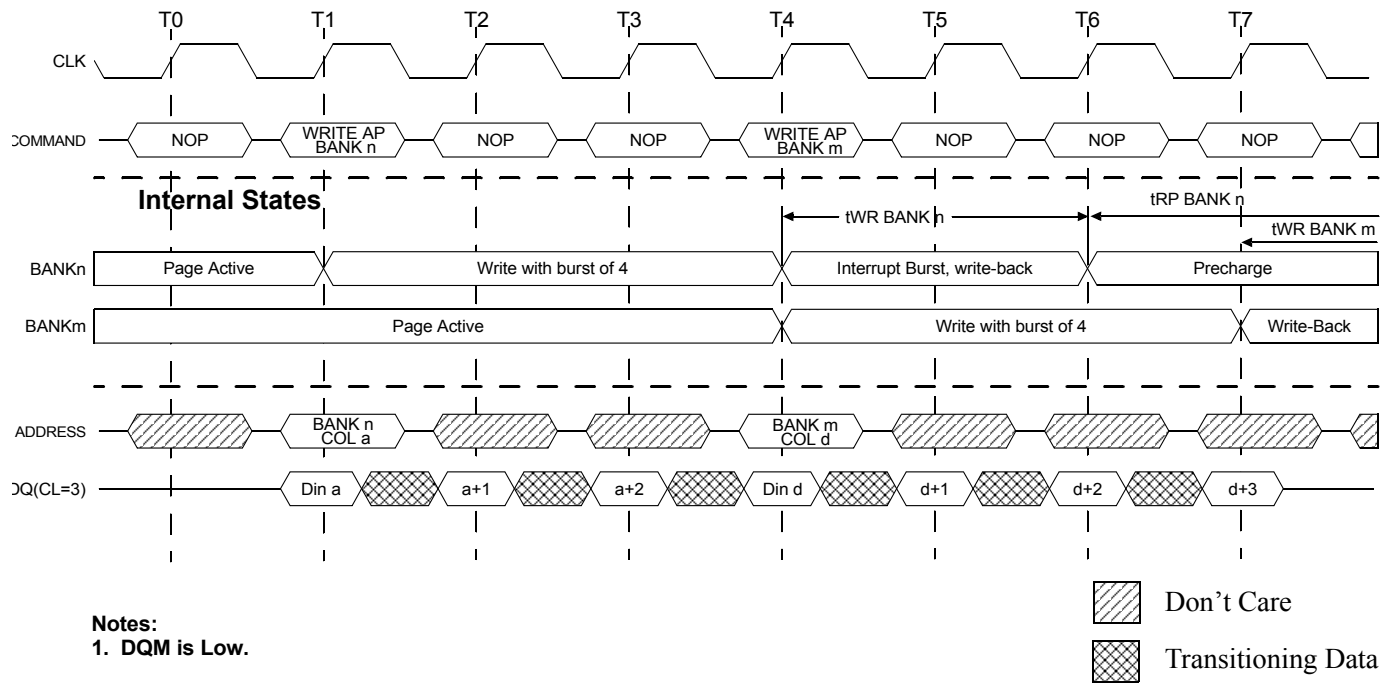 T0 T1 T2 T3 T4 T5 T6 T7
CLK
COMMAND NOP WRITE AP BANK n NOP NOP WRITE AP BANK m NOP NOP NOP
Internal States
tWR BANK n tRP BANK n
tWR BANK m
BANKn Page Active Write with burst of 4 Interrupt Burst, write-back Precharge
BANKm Page Active Write with burst of 4 Write-Back
ADDRESS BANK n COL a BANK m COL d
DQ(CL=3) Din a a+1 a+2 Din d d+1 d+2 d+3
Don't Care
Notes:
1. DQM is Low.
Transitioning Data